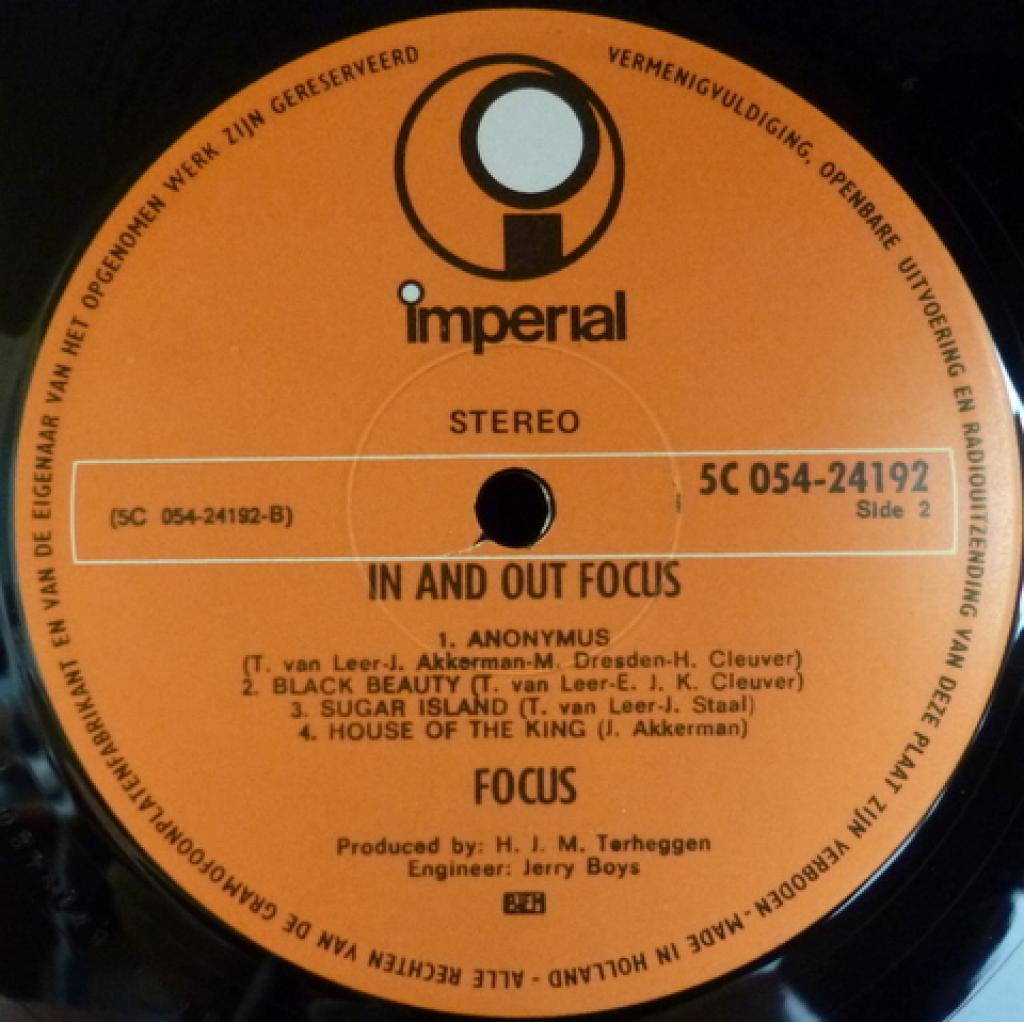 imperial
STEREO
5C 054-24192
(5C 054-24192-B)
Side 2
IN AND OUT FOCUS
1. ANONYMUS
(T. van Leer-J. Akkerman-M. Dresden-H. Cleuver)
2. BLACK BEAUTY (T. van Leer-E. J. K. Cleuver)
3. SUGAR ISLAND (T. van Leer-J. Staal)
4. HOUSE OF THE KING (J. Akkerman)
FOCUS
Produced by: H. J. M. Terheggen
Engineer: Jerry Boys
BIEM
ALLE RECHTEN VAN DE GRAMOFOONPLATENFABRIKANT EN VAN DE EIGENAAR VAN HET OPGENOMEN WERK ZIJN GERESERVEERD
VERMENIGVULDIGING, OPENBARE UITVOERING EN RADIOUITZENDING VAN DEZE PLAAT ZIJN VERBODEN - MADE IN HOLLAND -